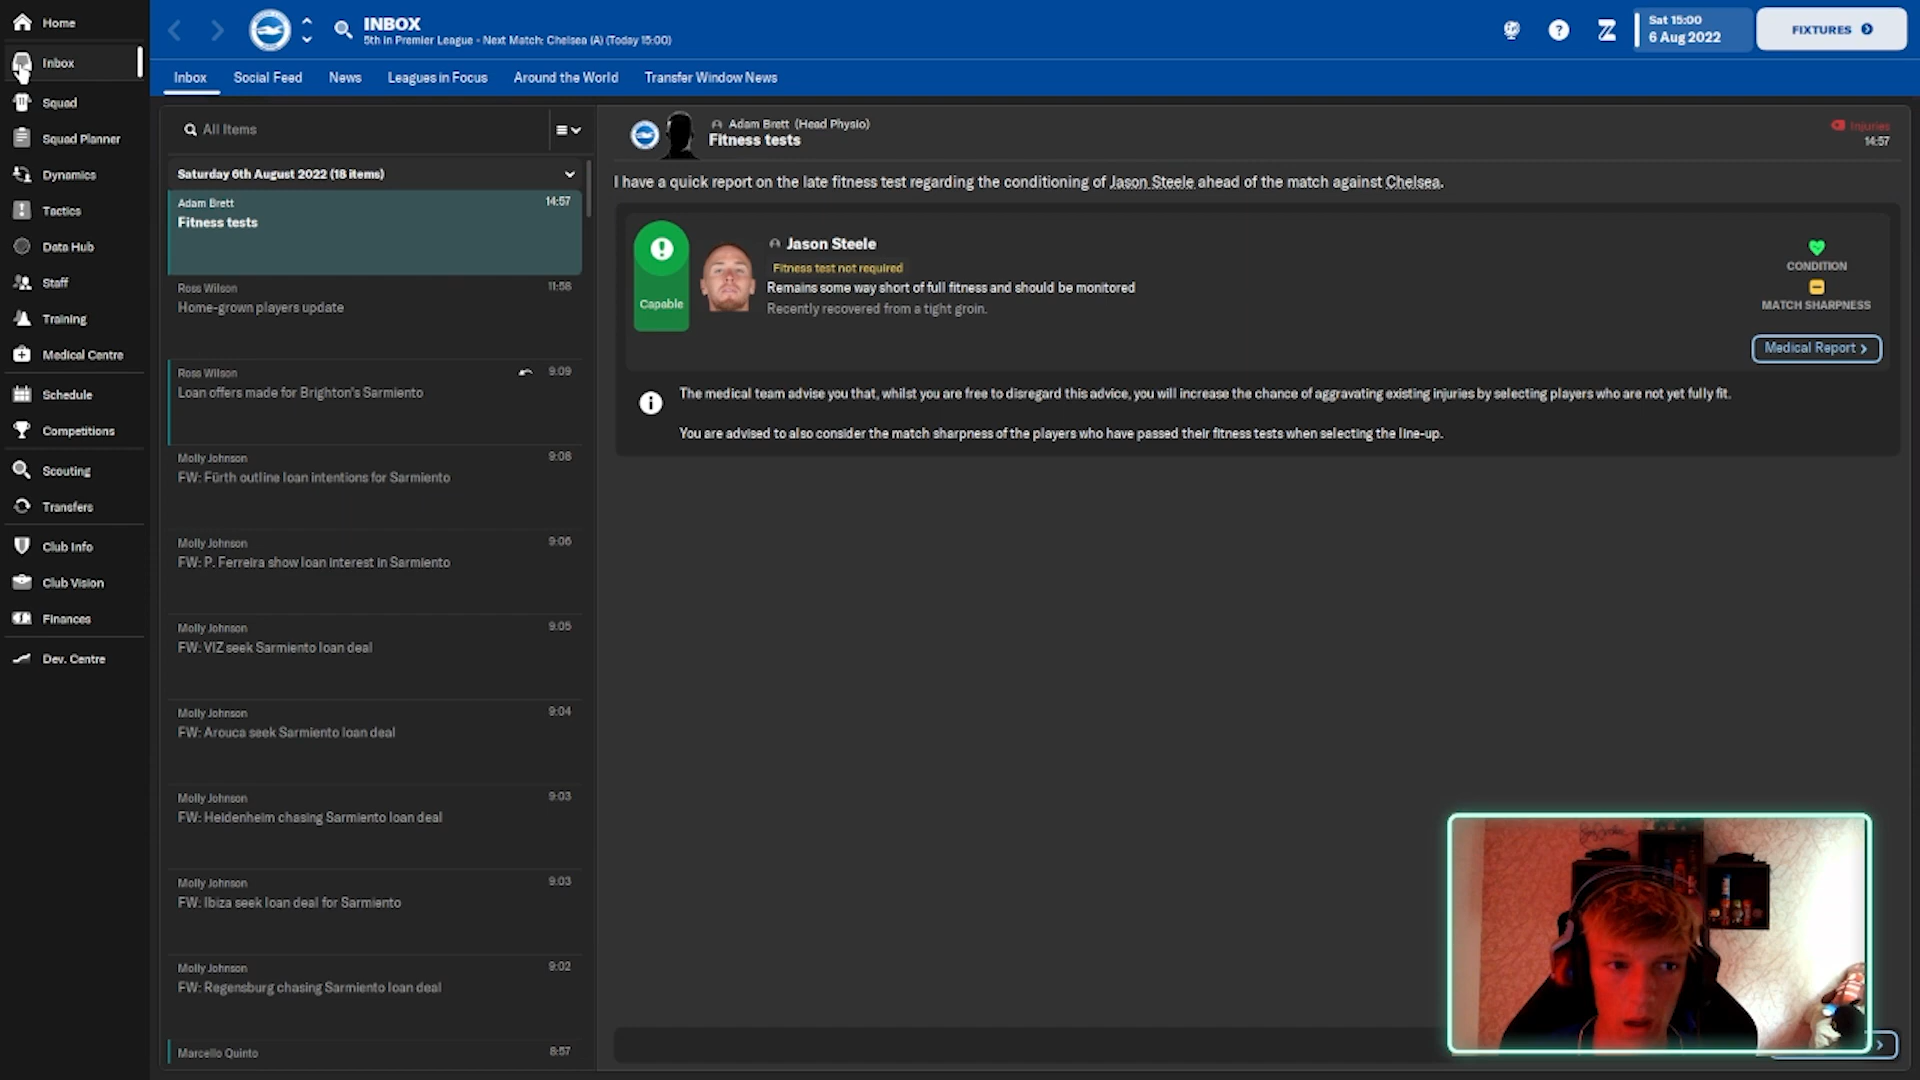 Home
Inbox
Squad
Squad Planner
Dynamics
Tactics
Data Hub
Staff
Training
Medical Centre
Schedule
Competitions
Scouting
Transfers
Club Info
Club Vision
Finances
Dev. Centre
INBOX
5th in Premier League - Next Match: Chelsea (A) (Today 15:00)
Sat 15:00
6 Aug 2022
FIXTURES
Inbox
Social Feed
News
Leagues in Focus
Around the World
Transfer Window News
All Items
Saturday 6th August 2022 (18 items)
Adam Brett 14:57
Fitness tests
Ross Wilson 11:58
Home-grown players update
Ross Wilson 9:09
Loan offers made for Brighton's Sarmiento
Molly Johnson 9:08
FW: Fürth outline loan intentions for Sarmiento
Molly Johnson 9:06
FW: P. Ferreira show loan interest in Sarmiento
Molly Johnson 9:05
FW: VIZ seek Sarmiento loan deal
Molly Johnson 9:04
FW: Arouca seek Sarmiento loan deal
Molly Johnson 9:03
FW: Heidenheim chasing Sarmiento loan deal
Molly Johnson 9:03
FW: Ibiza seek loan deal for Sarmiento
Molly Johnson 9:02
FW: Regensburg chasing Sarmiento loan deal
Marcello Quinto 8:57
Adam Brett (Head Physio)
Fitness tests
Injuries
14:57
I have a quick report on the late fitness test regarding the conditioning of Jason Steele ahead of the match against Chelsea.
Capable
Jason Steele
Fitness test not required
Remains some way short of full fitness and should be monitored
Recently recovered from a tight groin.
CONDITION
MATCH SHARPNESS
Medical Report
The medical team advise you that, whilst you are free to disregard this advice, you will increase the chance of aggravating existing injuries by selecting players who are not yet fully fit.
You are advised to also consider the match sharpness of the players who have passed their fitness tests when selecting the line-up.